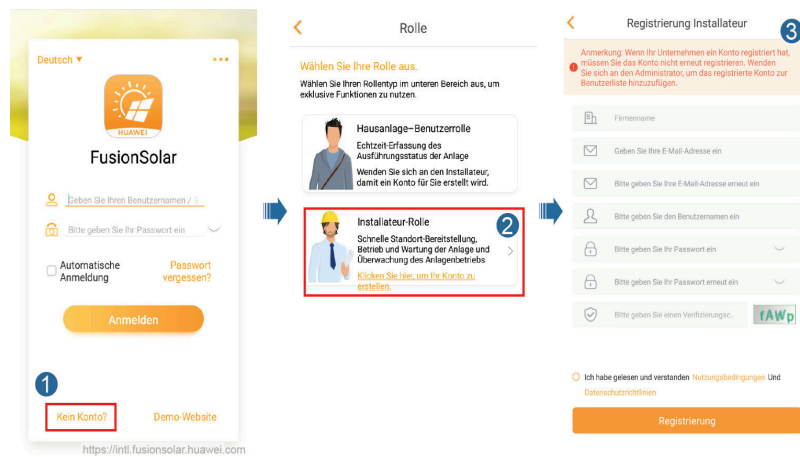 Deutsch ▼
HUAWEI
FusionSolar
Geben Sie Ihren Benutzernamen /
Bitte geben Sie Ihr Passwort ein
Automatische
Anmeldung
Passwort
vergessen?
Anmelden
1
Kein Konto?
Demo-Website
https://intl.fusionsolar.huawei.com
Rolle
Wählen Sie Ihre Rolle aus.
Wählen Sie Ihren Rollentyp im unteren Bereich aus, um
exklusive Funktionen zu nutzen.
Hausanlage-Benutzerrolle
Echtzeit-Erfassung des
Ausführungsstatus der Anlage
Wenden Sie sich an den Installateur,
damit ein Konto für Sie erstellt wird.
2
Installateur-Rolle
Schnelle Standort-Bereitstellung,
Betrieb und Wartung der Anlage und
Überwachung des Anlagenbetriebs
Klicken Sie hier, um Ihr Konto zu
erstellen.
Registrierung Installateur
3
Anmerkung: Wenn Ihr Unternehmen ein Konto registriert hat,
müssen Sie das Konto nicht erneut registrieren. Wenden
Sie sich an den Administrator, um das registrierte Konto zur
Benutzerliste hinzuzufügen.
Firmenname
Geben Sie Ihre E-Mail-Adresse ein
Bitte geben Sie Ihre E-Mail-Adresse erneut ein
Bitte geben Sie den Benutzernamen ein
Bitte geben Sie Ihr Passwort ein
Bitte geben Sie Ihr Passwort erneut ein
Bitte geben Sie einen Verifizierungsc..
fAWp
Ich habe gelesen und verstanden Nutzungsbedingungen Und
Datenschutzrichtlinien
Registrierung